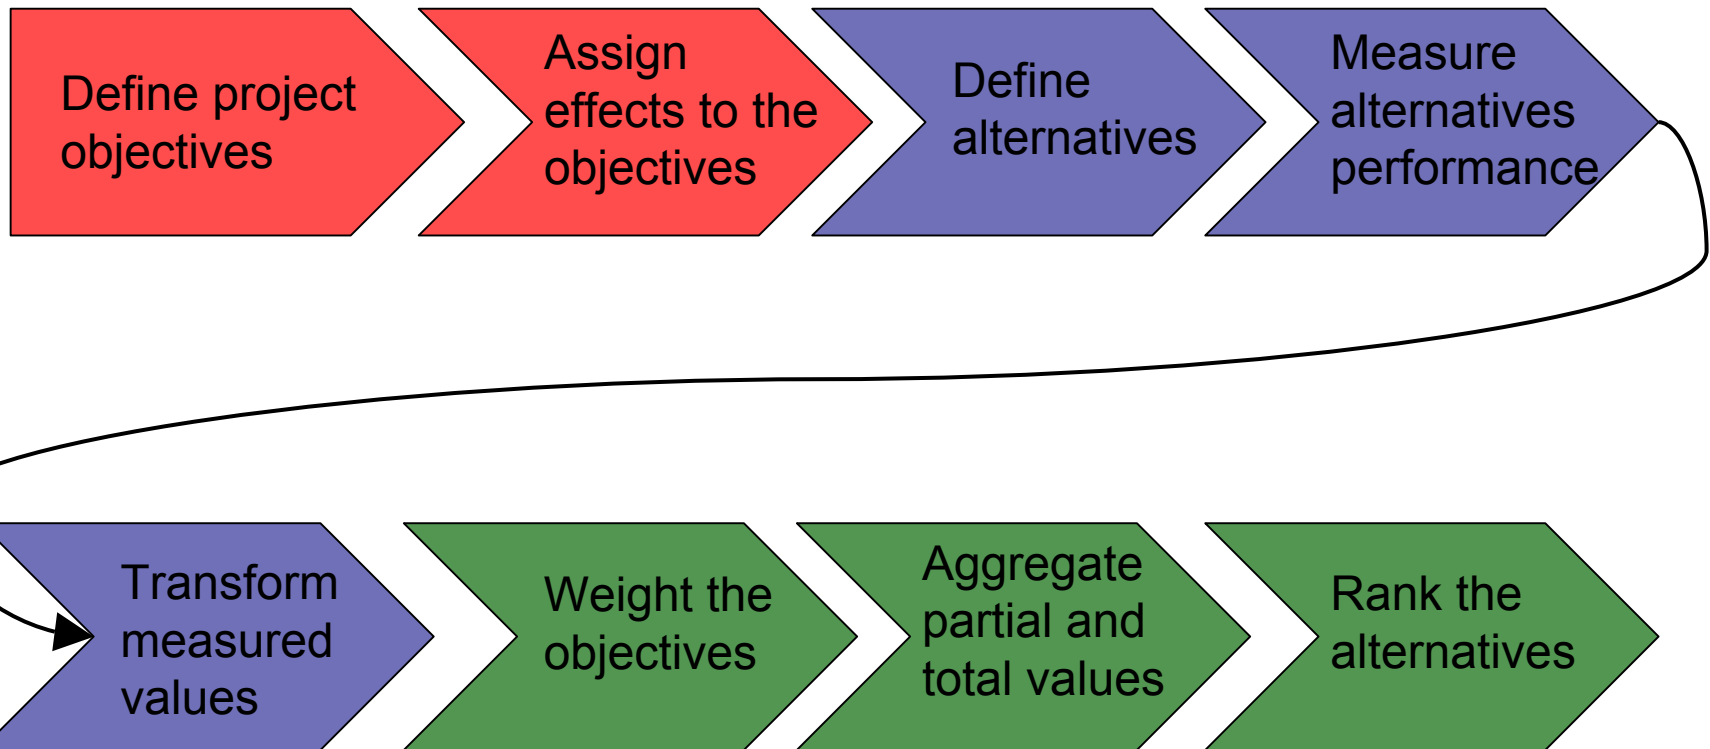 Define project
objectives
Assign
effects to the
objectives
Define
alternatives
Measure
alternatives
performance
Transform
measured
values
Weight the
objectives
Aggregate
partial and
total values
Rank the
alternatives